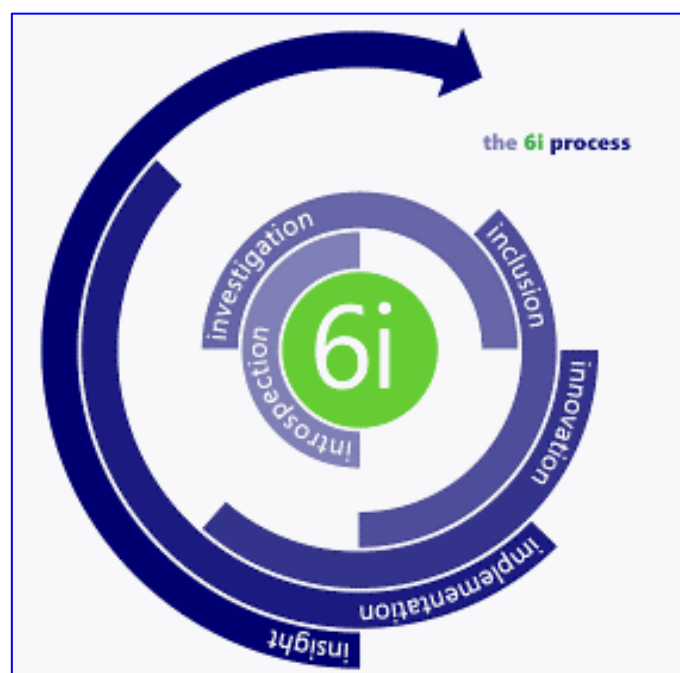 the 6i process
6i
introspection
investigation
inclusion
innovation
implementation
insight